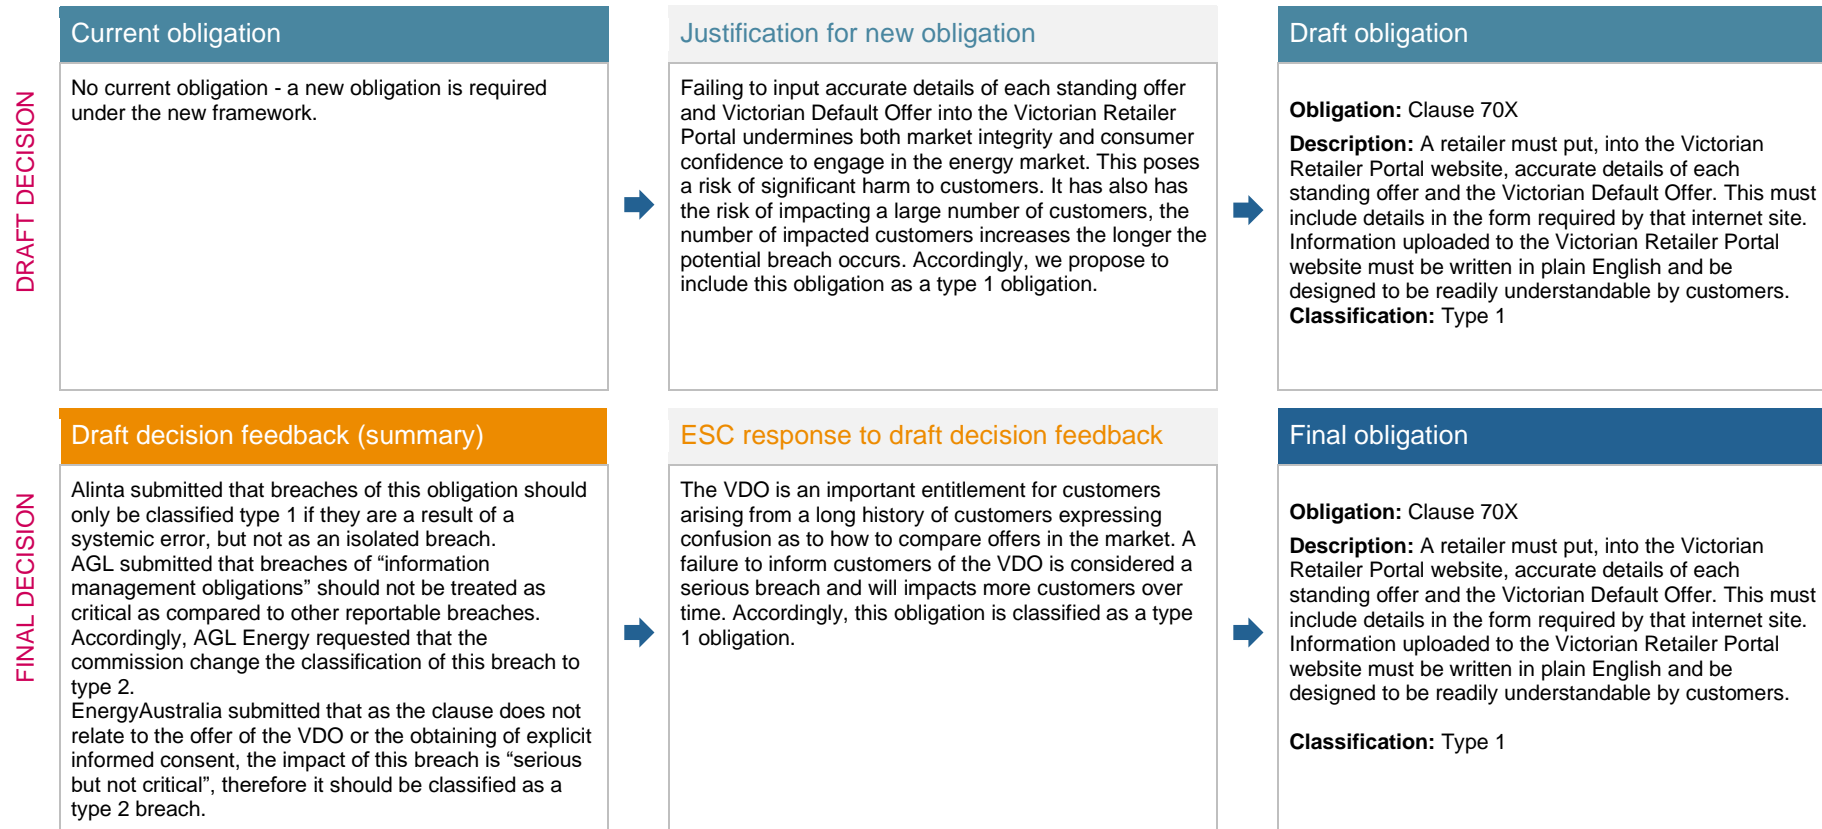 DRAFT DECISION
Current obligation
No current obligation - a new obligation is required
under the new framework.
Justification for new obligation
Failing to input accurate details of each standing offer
and Victorian Default Offer into the Victorian Retailer
Portal undermines both market integrity and consumer
confidence to engage in the energy market. This poses
a risk of significant harm to customers. It has also has
the risk of impacting a large number of customers, the
number of impacted customers increases the longer the
potential breach occurs. Accordingly, we propose to
include this obligation as a type 1 obligation.
Draft obligation
Obligation: Clause 70X
Description: A retailer must put, into the Victorian
Retailer Portal website, accurate details of each
standing offer and the Victorian Default Offer. This must
include details in the form required by that internet site.
Information uploaded to the Victorian Retailer Portal
website must be written in plain English and be
designed to be readily understandable by customers.
Classification: Type 1
FINAL DECISION
Draft decision feedback (summary)
Alinta submitted that breaches of this obligation should
only be classified type 1 if they are a result of a
systemic error, but not as an isolated breach.
AGL submitted that breaches of “information
management obligations” should not be treated as
critical as compared to other reportable breaches.
Accordingly, AGL Energy requested that the
commission change the classification of this breach to
type 2.
EnergyAustralia submitted that as the clause does not
relate to the offer of the VDO or the obtaining of explicit
informed consent, the impact of this breach is “serious
but not critical”, therefore it should be classified as a
type 2 breach.
ESC response to draft decision feedback
The VDO is an important entitlement for customers
arising from a long history of customers expressing
confusion as to how to compare offers in the market. A
failure to inform customers of the VDO is considered a
serious breach and will impacts more customers over
time. Accordingly, this obligation is classified as a type
1 obligation.
Final obligation
Obligation: Clause 70X
Description: A retailer must put, into the Victorian
Retailer Portal website, accurate details of each
standing offer and the Victorian Default Offer. This must
include details in the form required by that internet site.
Information uploaded to the Victorian Retailer Portal
website must be written in plain English and be
designed to be readily understandable by customers.
Classification: Type 1